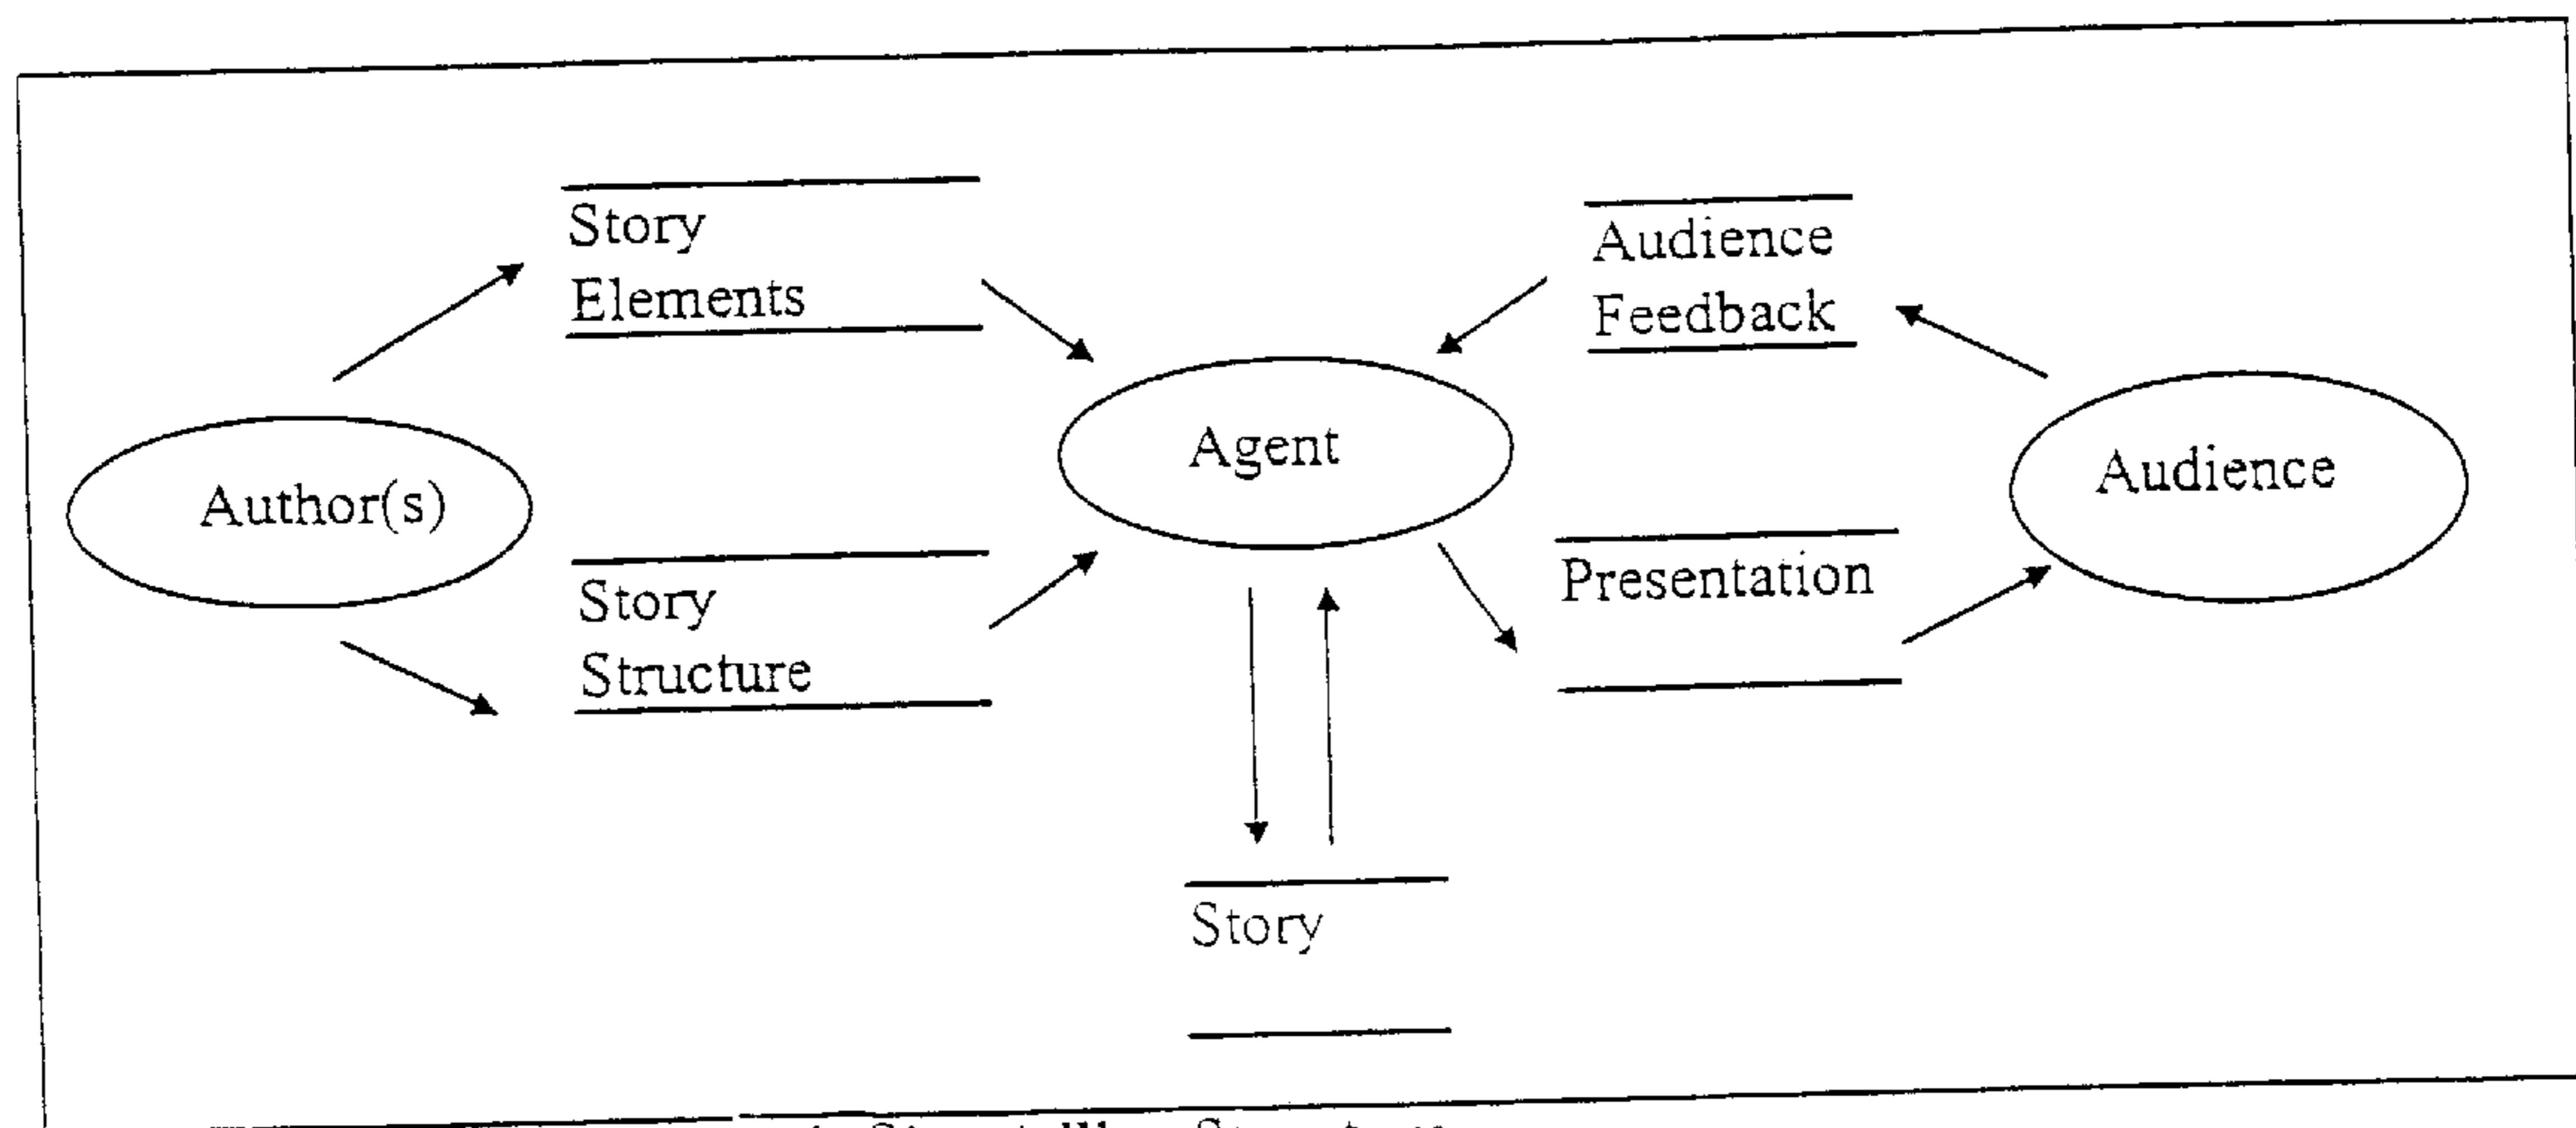 Story
Elements
Audience
Feedback
Agent
Audience
Author(s)
Presentation
Story
Structure
Story